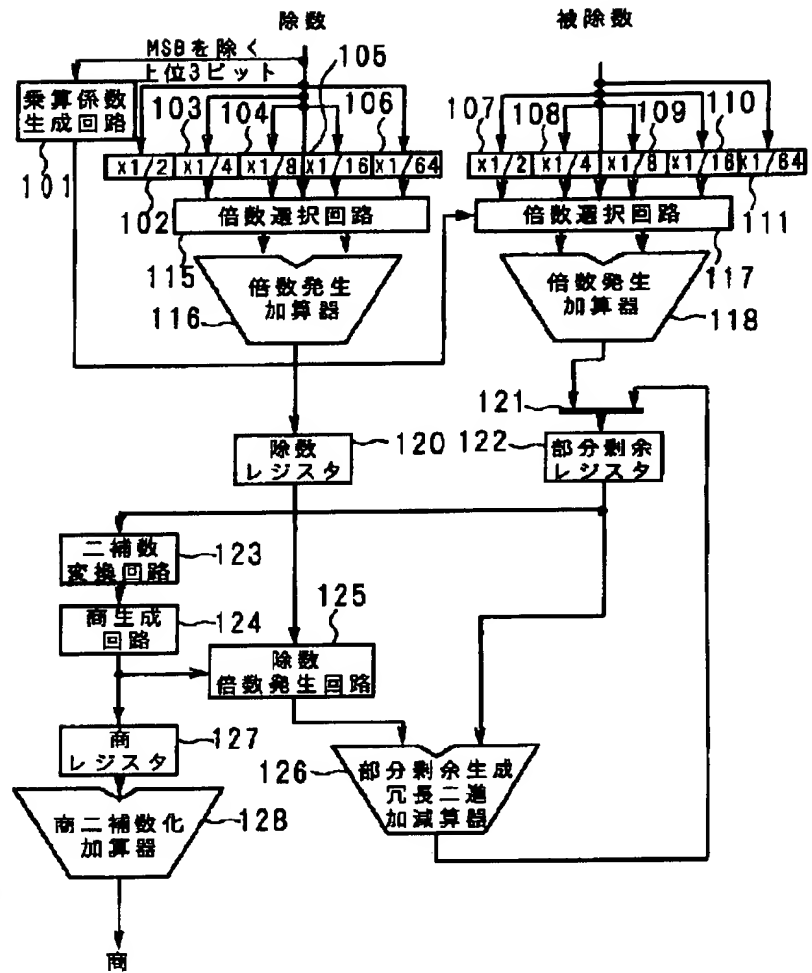 除数
被除数
MSBを除く
上位3ビット
105
乗算係数
生成回路
101
103
104
106
107
108
109
110
x1/2
x1/4
x1/8
x1/16
x1/64
x1/2
x1/4
x1/8
x1/16
x1/64
102
倍数選択回路
倍数選択回路
111
115
117
倍数発生
加算器
倍数発生
加算器
116
118
121
除数
レジスタ
120
122
部分剰余
レジスタ
二補数
変換回路
123
商生成
回路
124
125
除数
倍数発生回路
商
レジスタ
127
126
部分剰余生成
冗長二進
加減算器
商二補数化
加算器
128
商